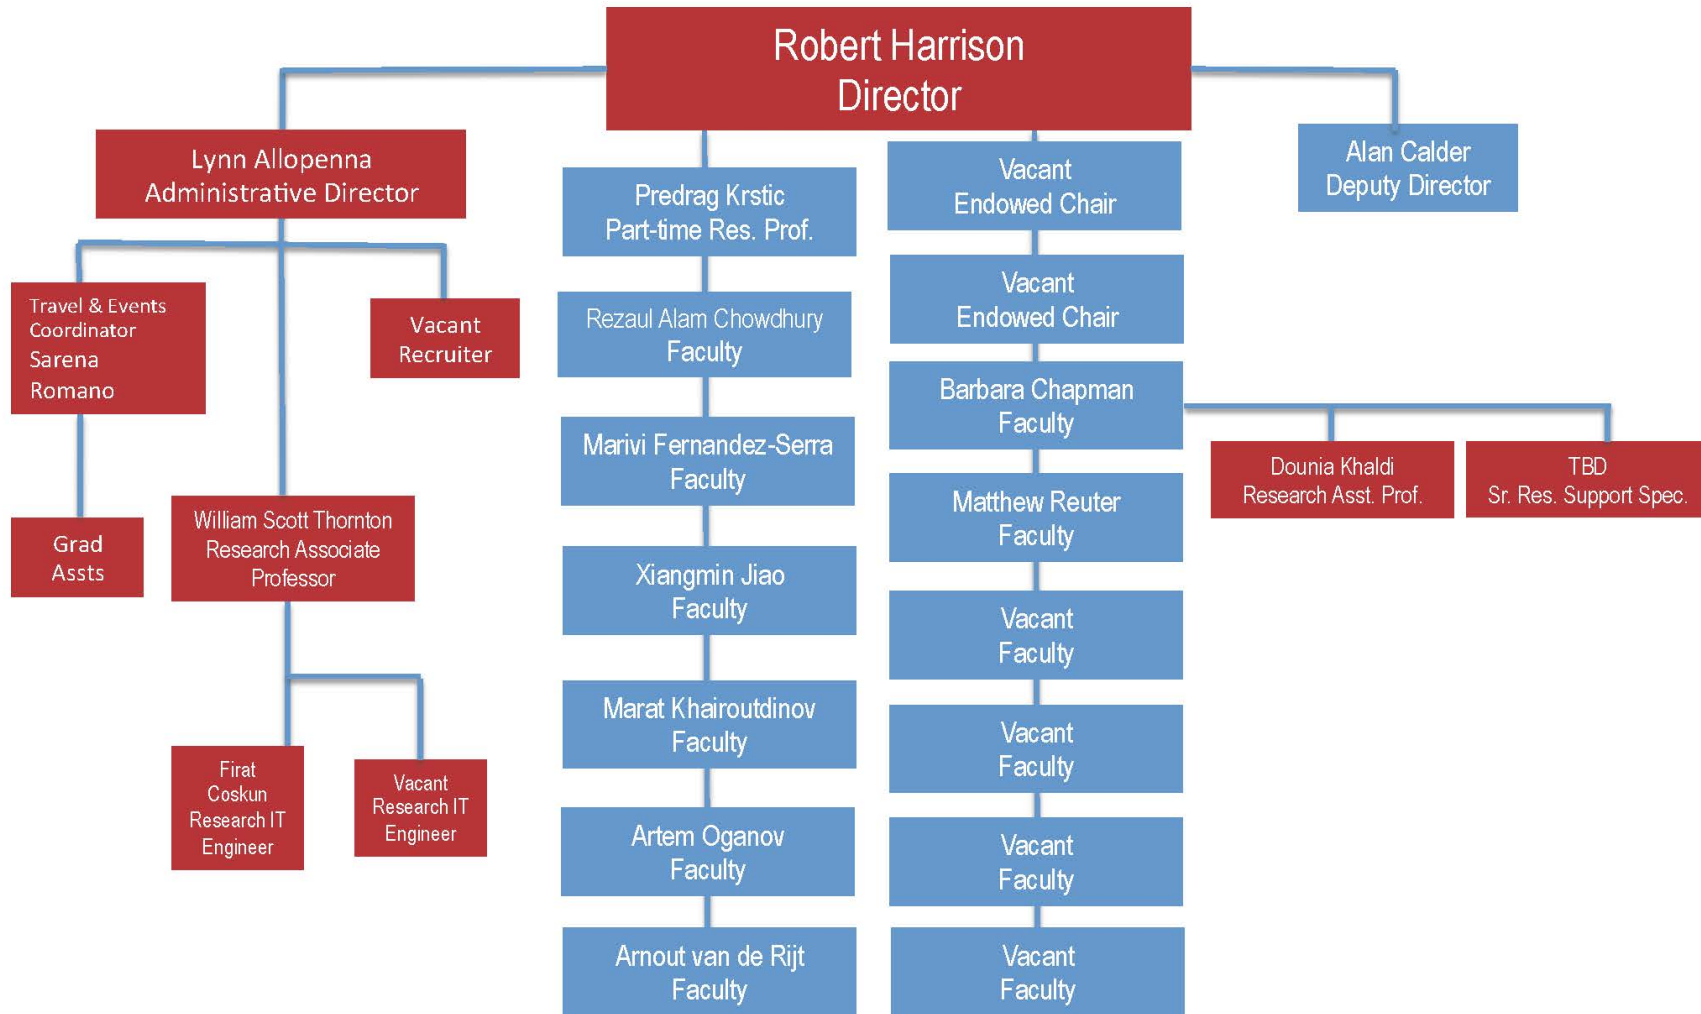 Robert Harrison
Director
Lynn Allopenna
Administrative Director
Alan Calder
Deputy Director
Travel & Events
Coordinator
Sarena
Romano
Vacant
Recruiter
Grad
Assts
William Scott Thornton
Research Associate
Professor
Firat
Coskun
Research IT
Engineer
Vacant
Research IT
Engineer
Predrag Krstic
Part-time Res. Prof.
Rezaul Alam Chowdhury
Faculty
Marivi Fernandez-Serra
Faculty
Xiangmin Jiao
Faculty
Marat Khairoutdinov
Faculty
Artem Oganov
Faculty
Arnout van de Rijt
Faculty
Vacant
Endowed Chair
Vacant
Endowed Chair
Barbara Chapman
Faculty
Matthew Reuter
Faculty
Vacant
Faculty
Vacant
Faculty
Vacant
Faculty
Vacant
Faculty
Dounia Khaldi
Research Asst. Prof.
TBD
Sr. Res. Support Spec.